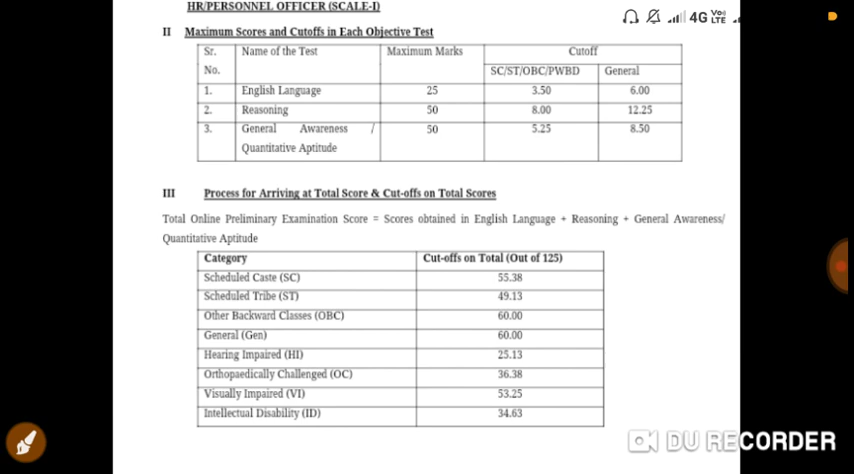 HR/PERSONNEL OFFICER (SCALE-I)
4G Vo) LTE
II Maximum Scores and Cutoffs in Each Objective Test
Sr. No. Name of the Test Maximum Marks Cutoff
SC/ST/OBC/PWBD General
1. English Language 25 3.50 6.00
2. Reasoning 50 8.00 12.25
3. General Awareness / 50 5.25 8.50
Quantitative Aptitude
III Process for Arriving at Total Score & Cut-offs on Total Scores
Total Online Preliminary Examination Score = Scores obtained in English Language + Reasoning + General Awareness/
Quantitative Aptitude
Category Cut-offs on Total (Out of 125)
Scheduled Caste (SC) 55.38
Scheduled Tribe (ST) 49.13
Other Backward Classes (OBC) 60.00
General (Gen) 60.00
Hearing Impaired (HI) 25.13
Orthopaedically Challenged (OC) 36.38
Visually Impaired (VI) 53.25
Intellectual Disability (ID) 34.63
DU RECORDER